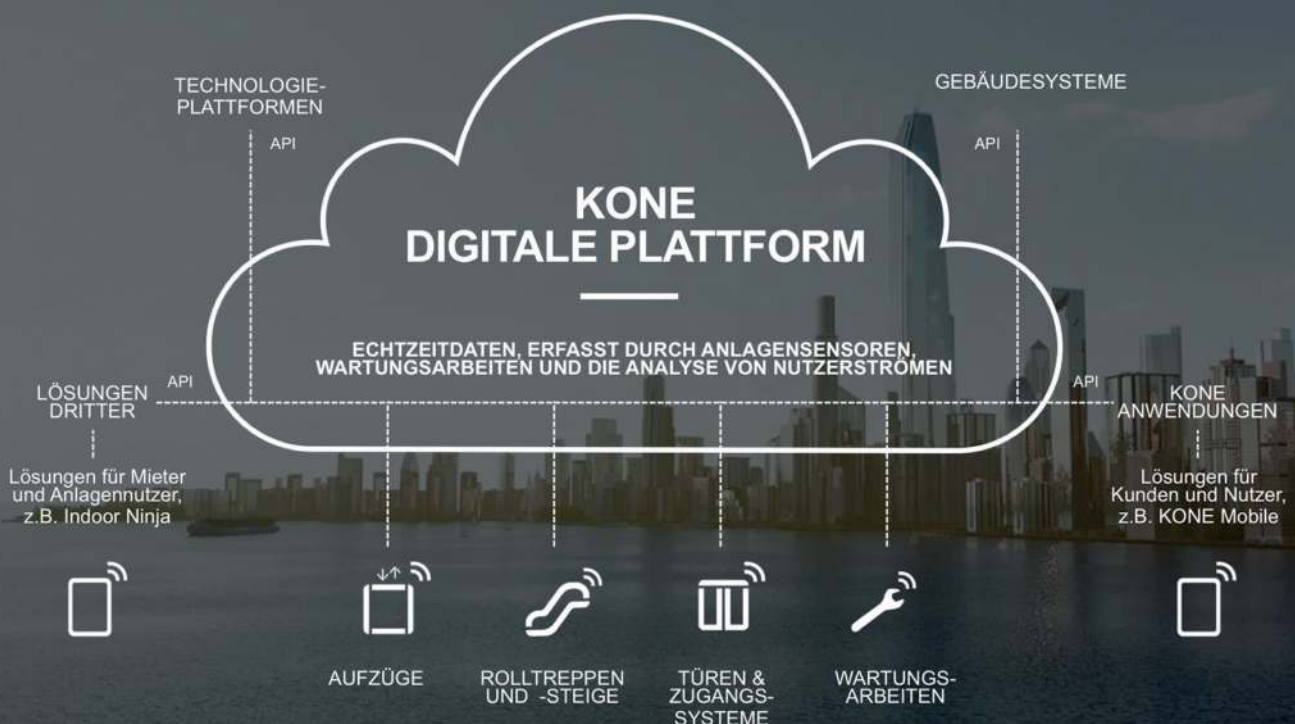 TECHNOLOGIE-
PLATTFORMEN
API
GEBÄUDESYSTEME
API
KONE
DIGITALE PLATTFORM
ECHTZEITDATEN, ERFASST DURCH ANLAGENSENSOREN,
WARTUNGSARBEITEN UND DIE ANALYSE VON NUTZERSTRÖMEN
API
LÖSUNGEN
DRITTER
Lösungen für Mieter
und Anlagennutzer,
z.B. Indoor Ninja
API
KONE
ANWENDUNGEN
Lösungen für
Kunden und Nutzer,
z.B. KONE Mobile
AUFZÜGE
ROLLTREPPEN
UND -STEIGE
TÜREN &
ZUGANGS-
SYSTEME
WARTUNGS-
ARBEITEN